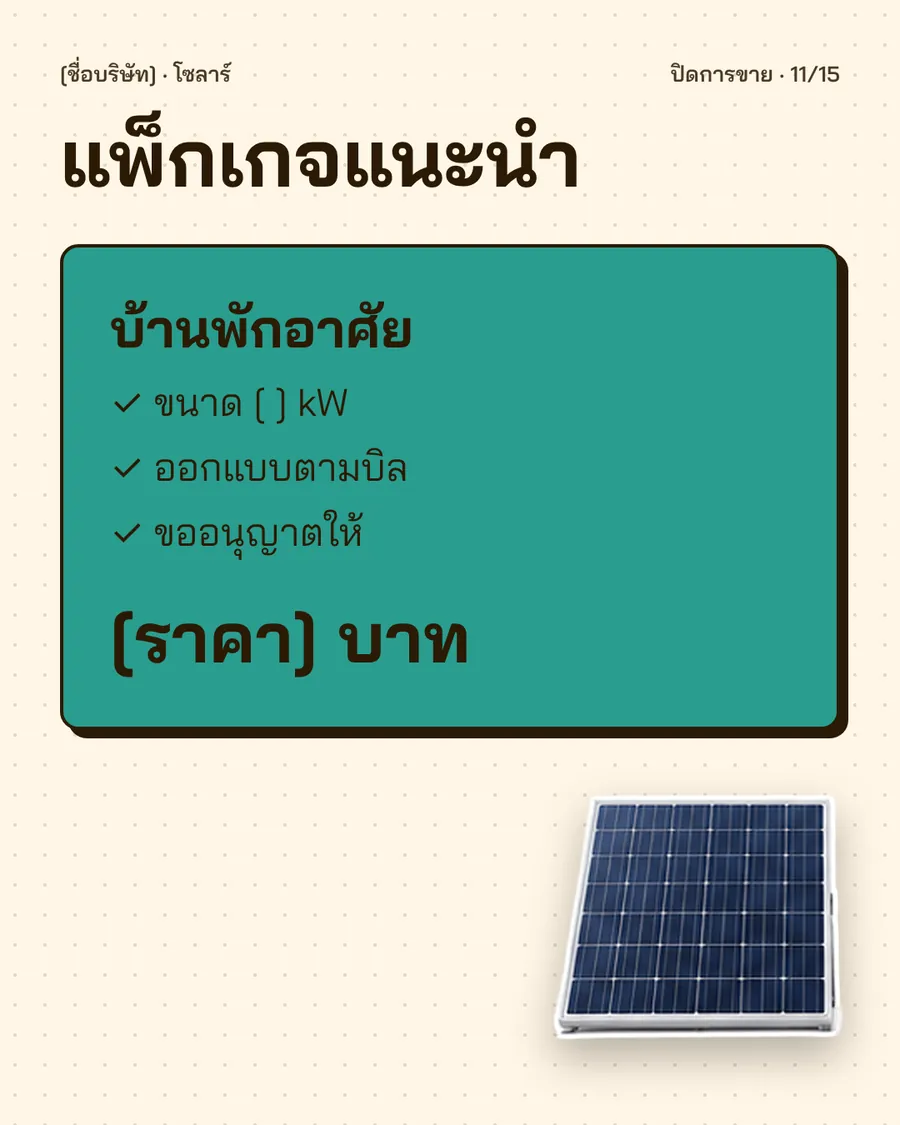 (ชื่อบริษัท) · โซลาร์
ปิดการขาย · 11/15
แพ็กเกจแนะนำ
บ้านพักอาศัย
✓ ขนาด ( ) kW
✓ ออกแบบตามบิล
✓ ขออนุญาตให้
(ราคา) บาท